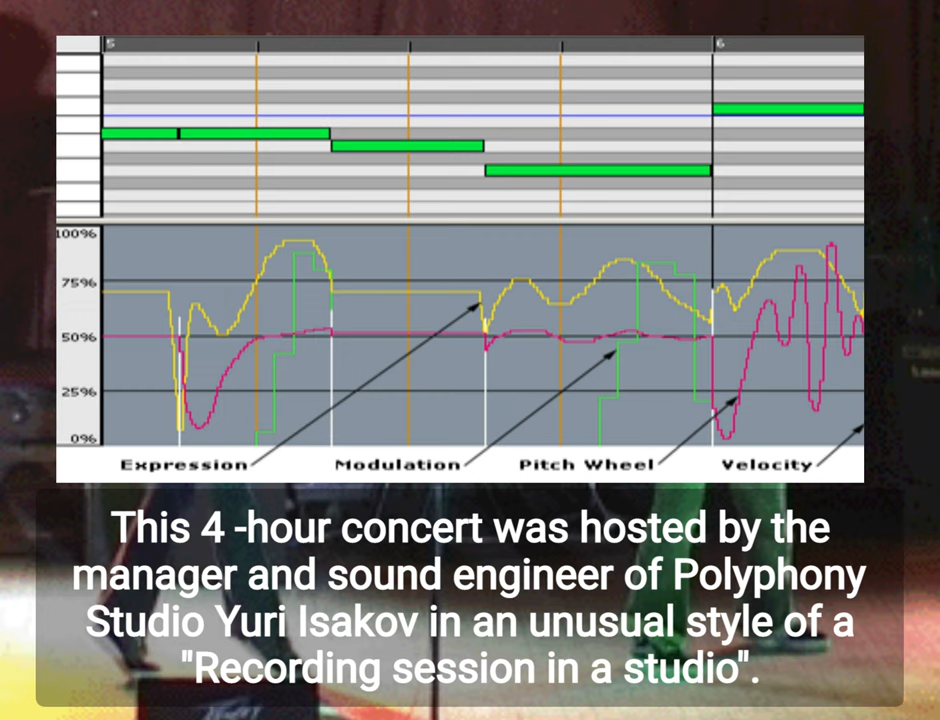 5 6
100%
75%
50%
25%
0%
Expression Modulation Pitch Wheel Velocity
This 4 -hour concert was hosted by the
manager and sound engineer of Polyphony
Studio Yuri Isakov in an unusual style of a
"Recording session in a studio".